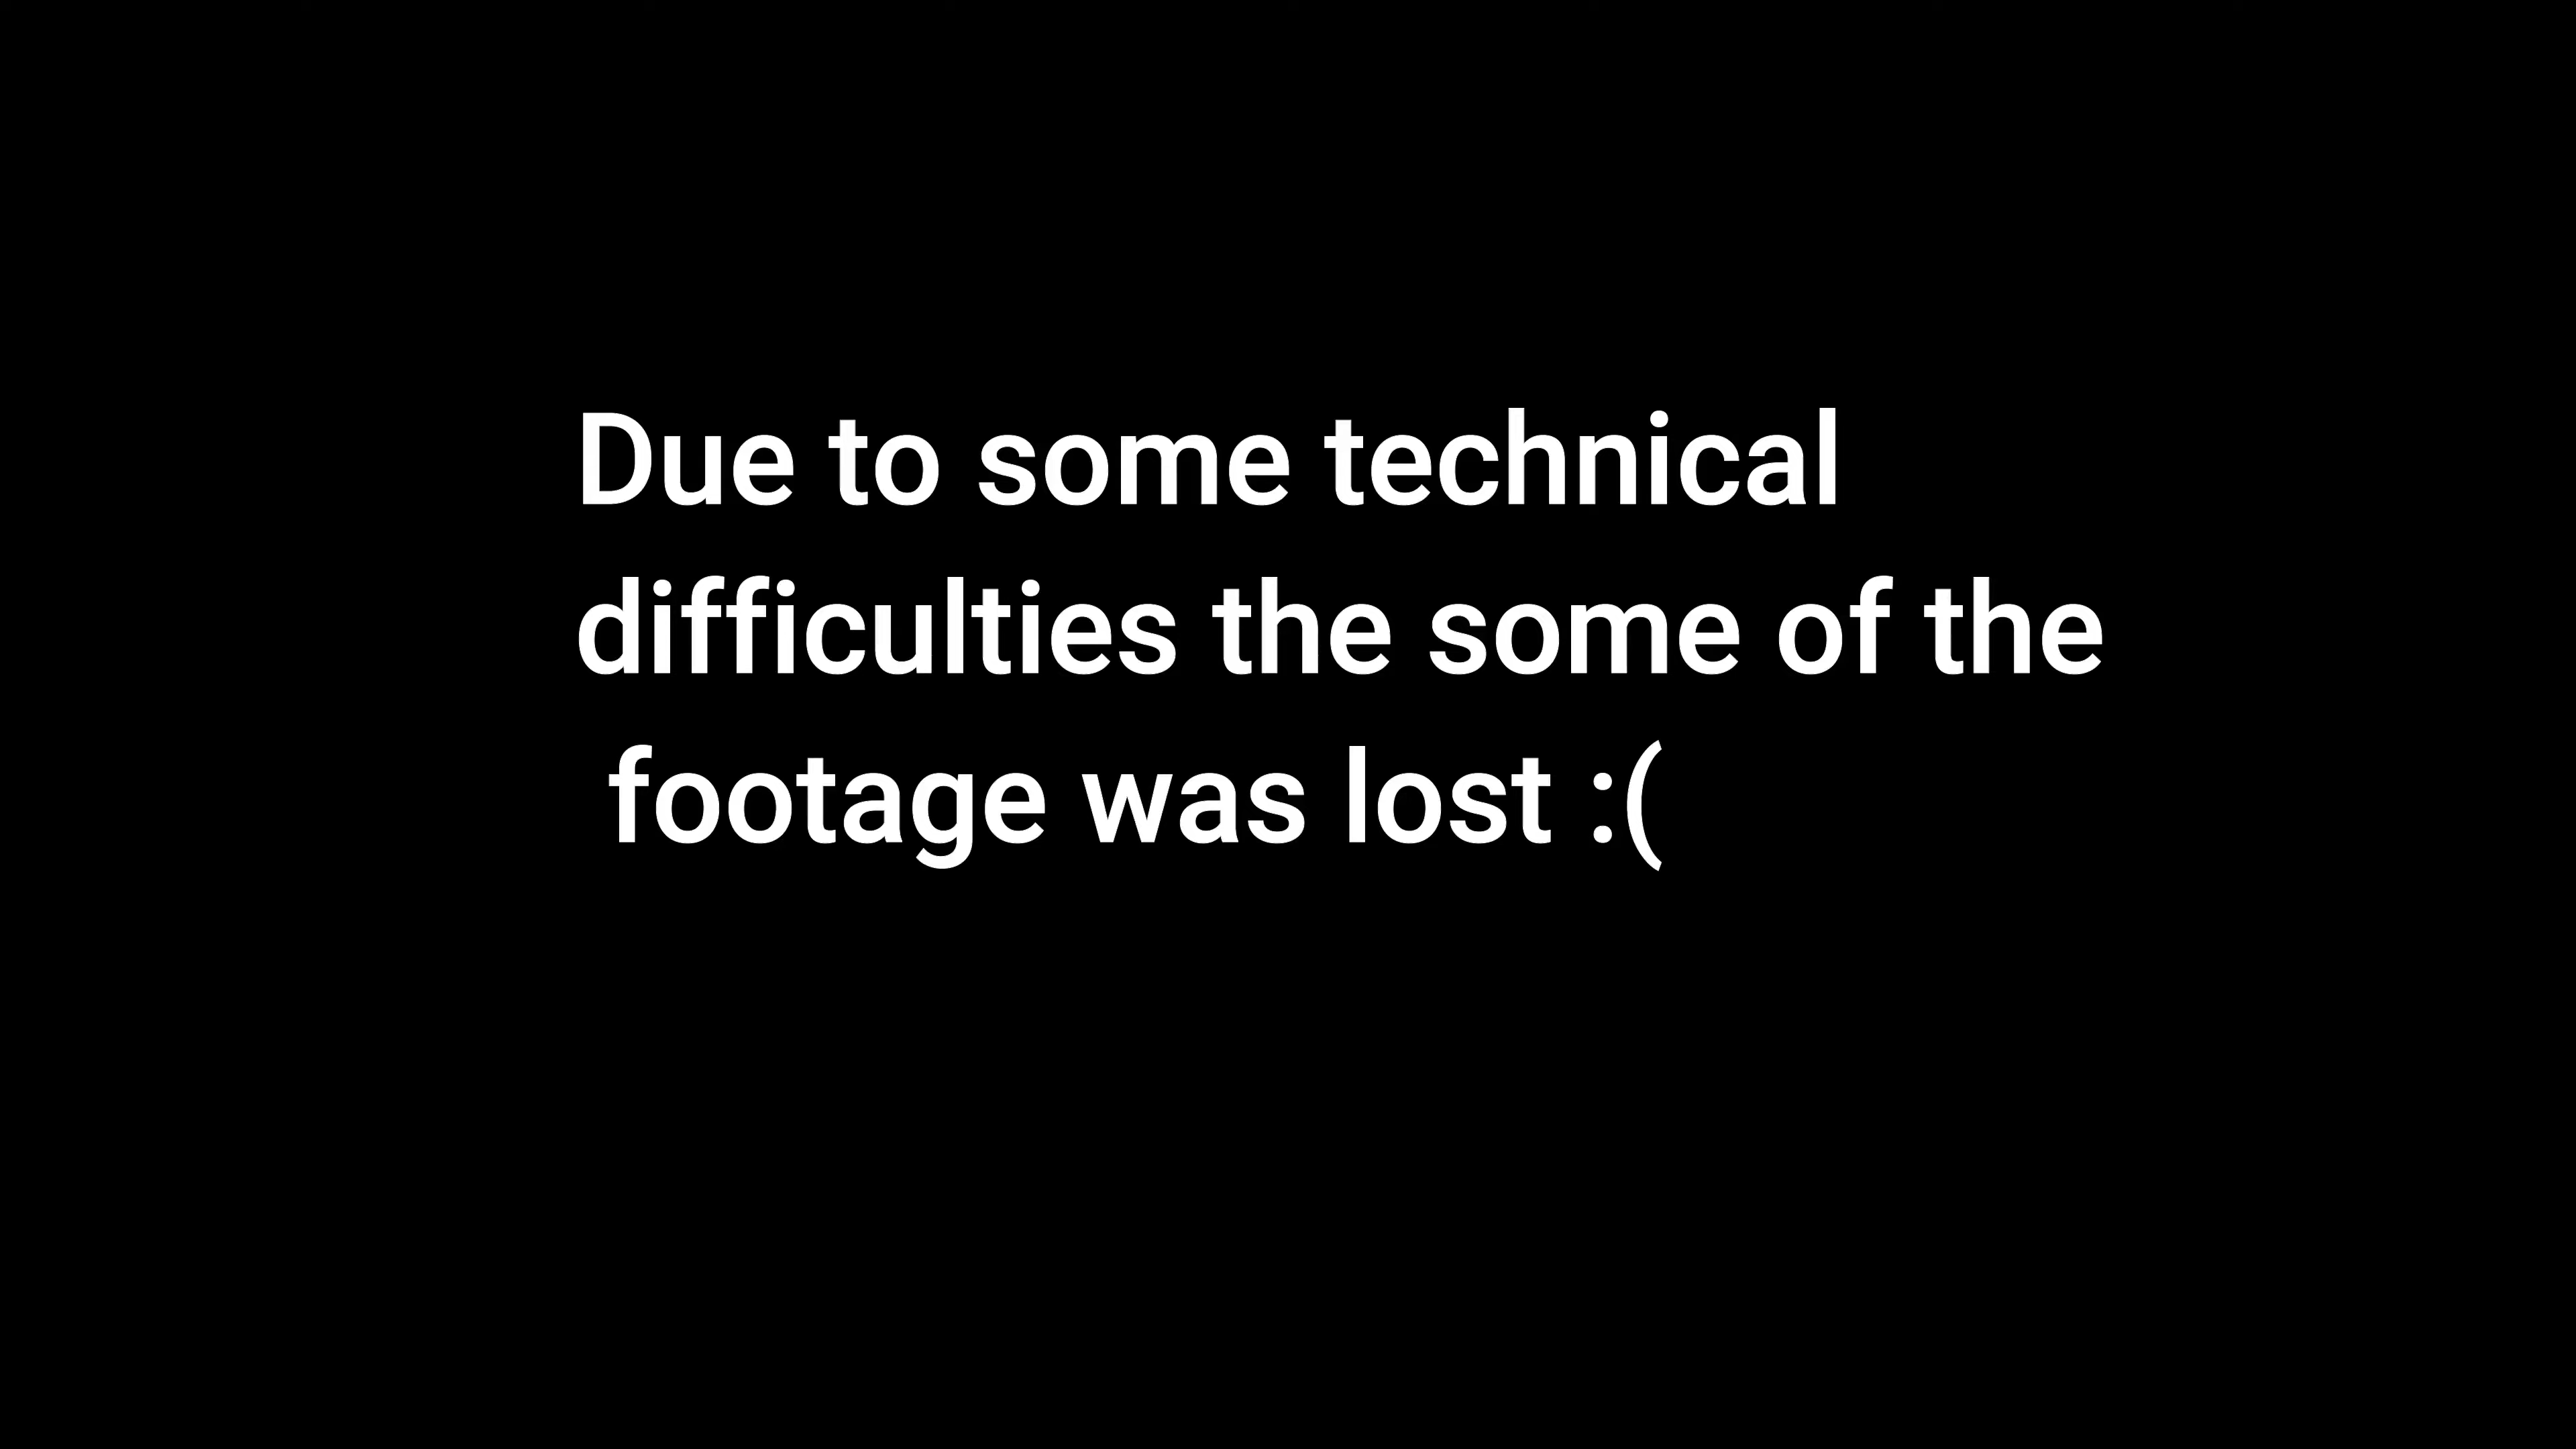 Due to some technical
difficulties the some of the
footage was lost :(